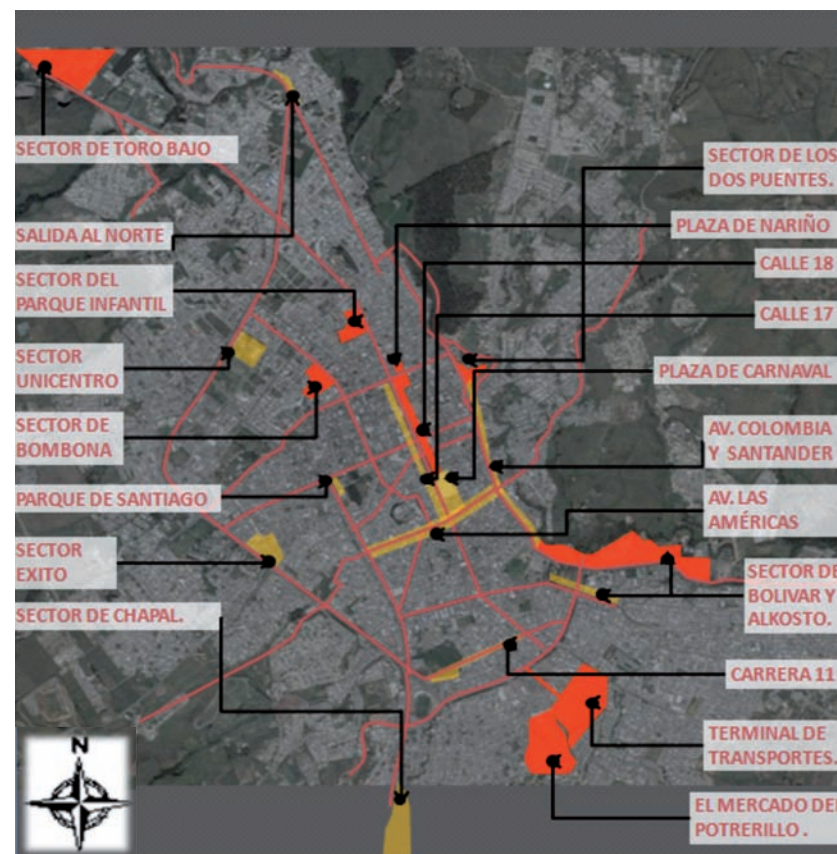 SECTOR DE TORO BAJO
SALIDA AL NORTE
SECTOR DEL
PARQUE INFANTIL
SECTOR
UNICENTRO
SECTOR DE
BOMBONA
PARQUE DE SANTIAGO
SECTOR
EXITO
SECTOR DE CHAPAL.
N
SECTOR DE LOS
DOS PUENTES.
PLAZA DE NARIÑO
CALLE 18
CALLE 17
PLAZA DE CARNAVAL
AV. COLOMBIA
Y SANTANDER
AV. LAS
AMÉRICAS
SECTOR DE
BOLIVAR Y
ALKOSTO.
CARRERA 11
TERMINAL DE
TRANSPORTES.
EL MERCADO DEL
POTRERILLO .